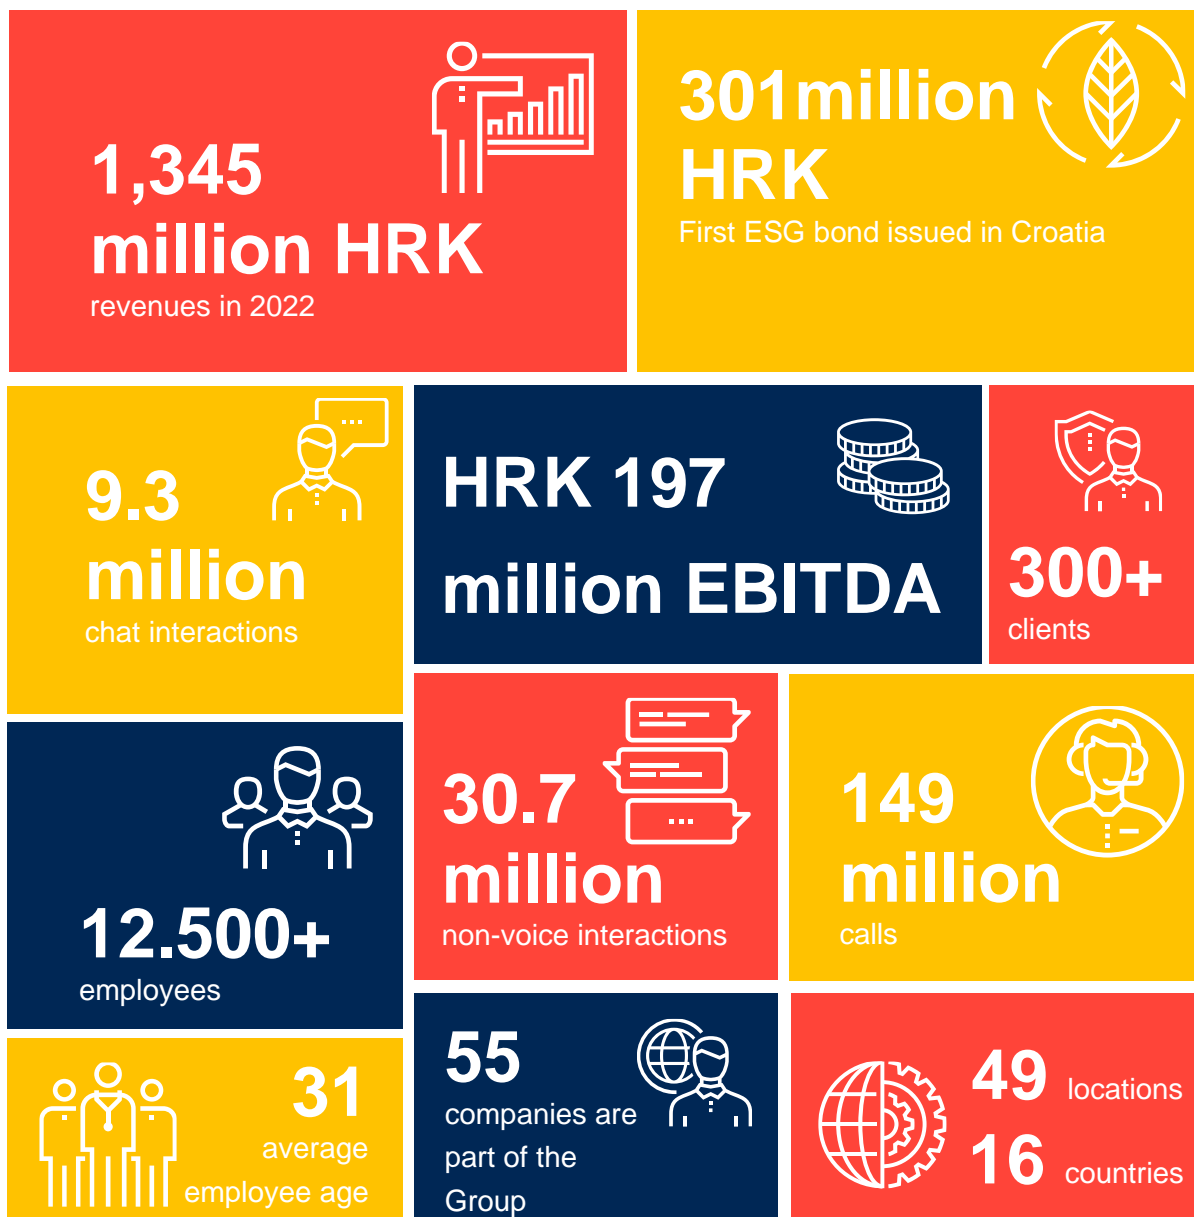 1,345
million HRK
revenues in 2022
301million
HRK
First ESG bond issued in Croatia
9.3
million
chat interactions
HRK 197
million EBITDA
300+
clients
12.500+
employees
30.7
million
non-voice interactions
149
million
calls
31
average
employee age
55
companies are
part of the
Group
49 locations
16 countries